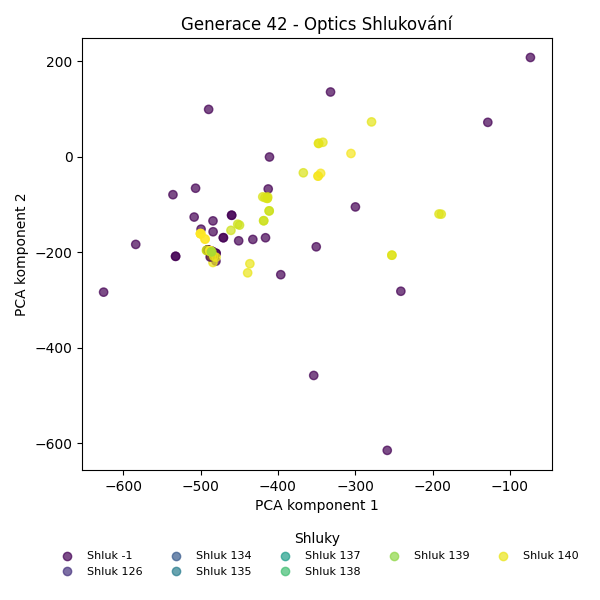 Generace 42 - Optics Shlukování
PCA komponent 2
200
0
−200
−400
−600
−600 −500 −400 −300 −200 −100
PCA komponent 1
Shluky
Shluk -1 Shluk 134 Shluk 137 Shluk 139 Shluk 140
Shluk 126 Shluk 135 Shluk 138